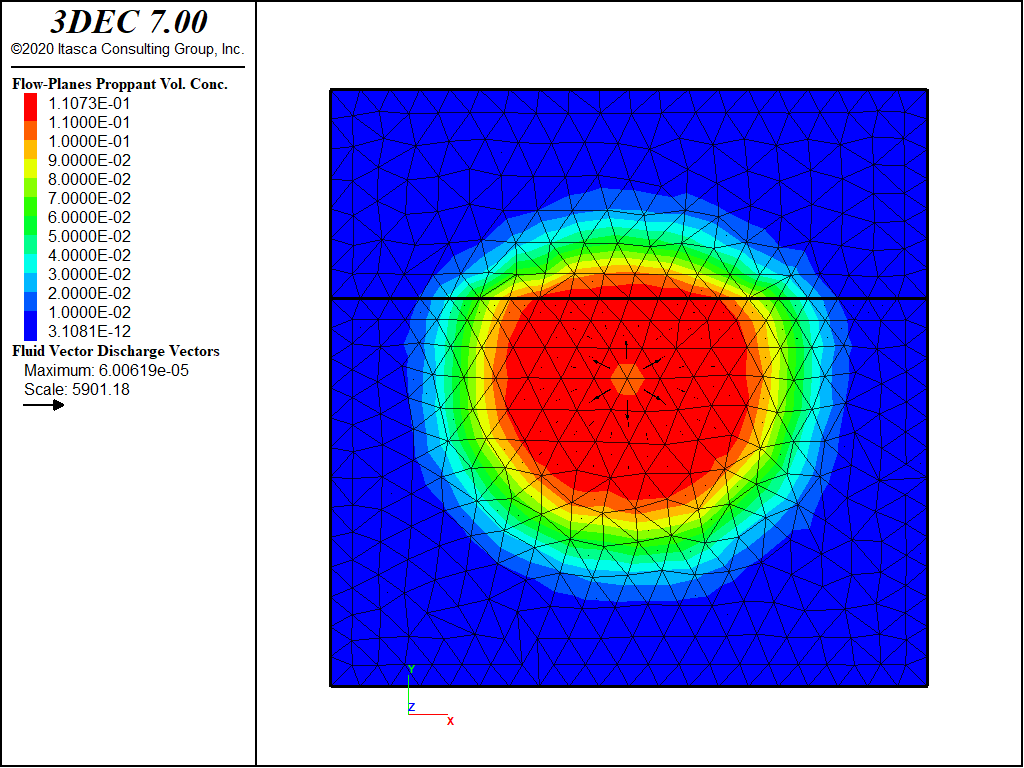 3DEC 7.00
©2020 Itasca Consulting Group, Inc.
Flow-Planes Proppant Vol. Conc.
1.1073E-01
1.1000E-01
1.0000E-01
9.0000E-02
8.0000E-02
7.0000E-02
6.0000E-02
5.0000E-02
4.0000E-02
3.0000E-02
2.0000E-02
1.0000E-02
3.1081E-12
Fluid Vector Discharge Vectors
Maximum: 6.00619e-05
Scale: 5901.18
Y
Z
X